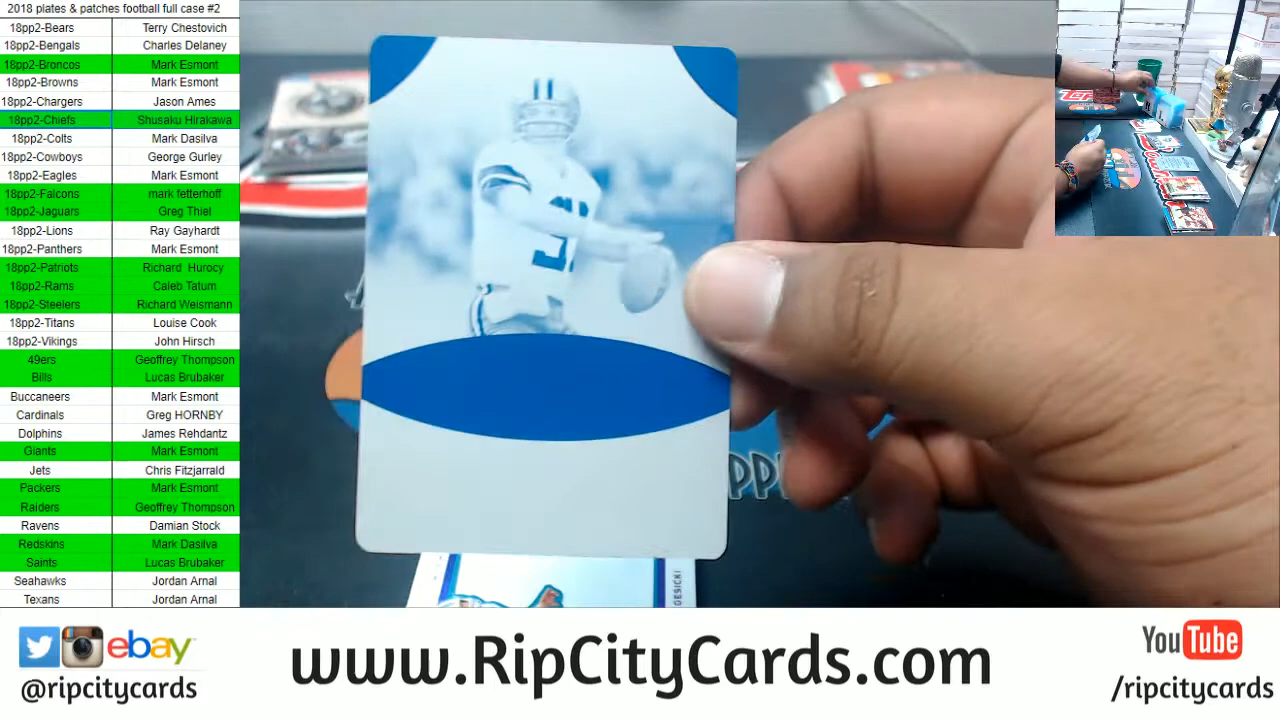 2018 plates & patches football full case #2
18pp2-Bears Terry Chestovich
18pp2-Bengals Charles Delaney
18pp2-Broncos Mark Esmont
18pp2-Browns Mark Esmont
18pp2-Chargers Jason Ames
18pp2-Chiefs Shusaku Hirakawa
18pp2-Colts Mark Dasilva
18pp2-Cowboys George Gurley
18pp2-Eagles Mark Esmont
18pp2-Falcons mark fetterhoff
18pp2-Jaguars Greg Thiel
18pp2-Lions Ray Gayhardt
18pp2-Panthers Mark Esmont
18pp2-Patriots Richard Hurocy
18pp2-Rams Caleb Tatum
18pp2-Steelers Richard Weismann
18pp2-Titans Louise Cook
18pp2-Vikings John Hirsch
49ers Geoffrey Thompson
Bills Lucas Brubaker
Buccaneers Mark Esmont
Cardinals Greg HORNBY
Dolphins James Rehdantz
Giants Mark Esmont
Jets Chris Fitzjarrald
Packers Mark Esmont
Raiders Geoffrey Thompson
Ravens Damian Stock
Redskins Mark Dasilva
Saints Lucas Brubaker
Seahawks Jordan Arnal
Texans Jordan Arnal
GESICKI
ebay
@ripcitycards
www.RipCityCards.com
YouTube
/ripcitycards